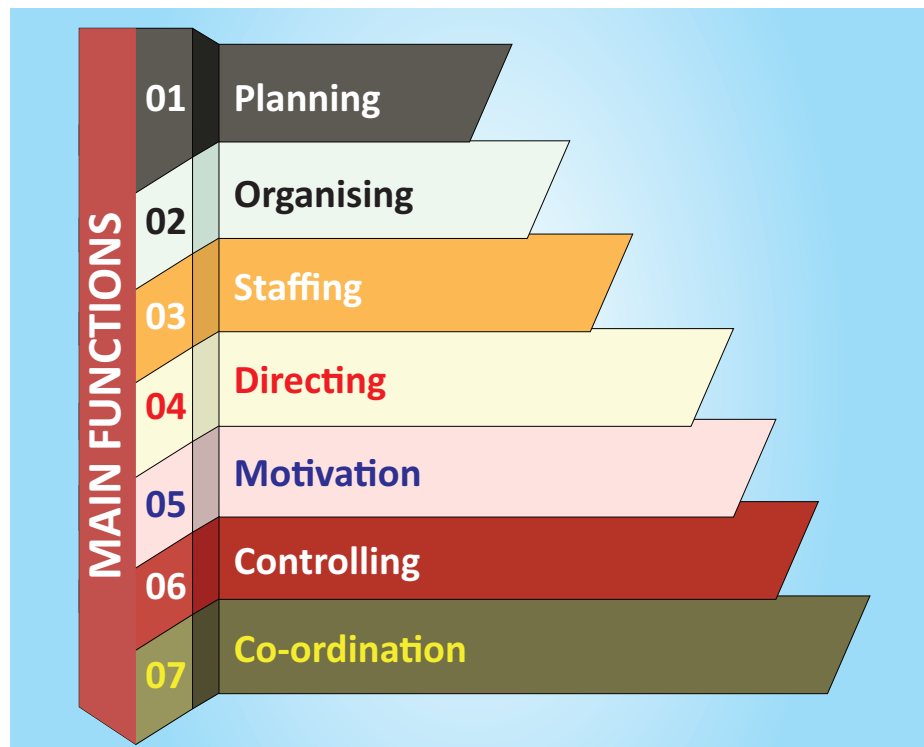 MAIN FUNCTIONS
01 Planning
02 Organising
03 Staffing
04 Directing
05 Motivation
06 Controlling
07 Co-ordination